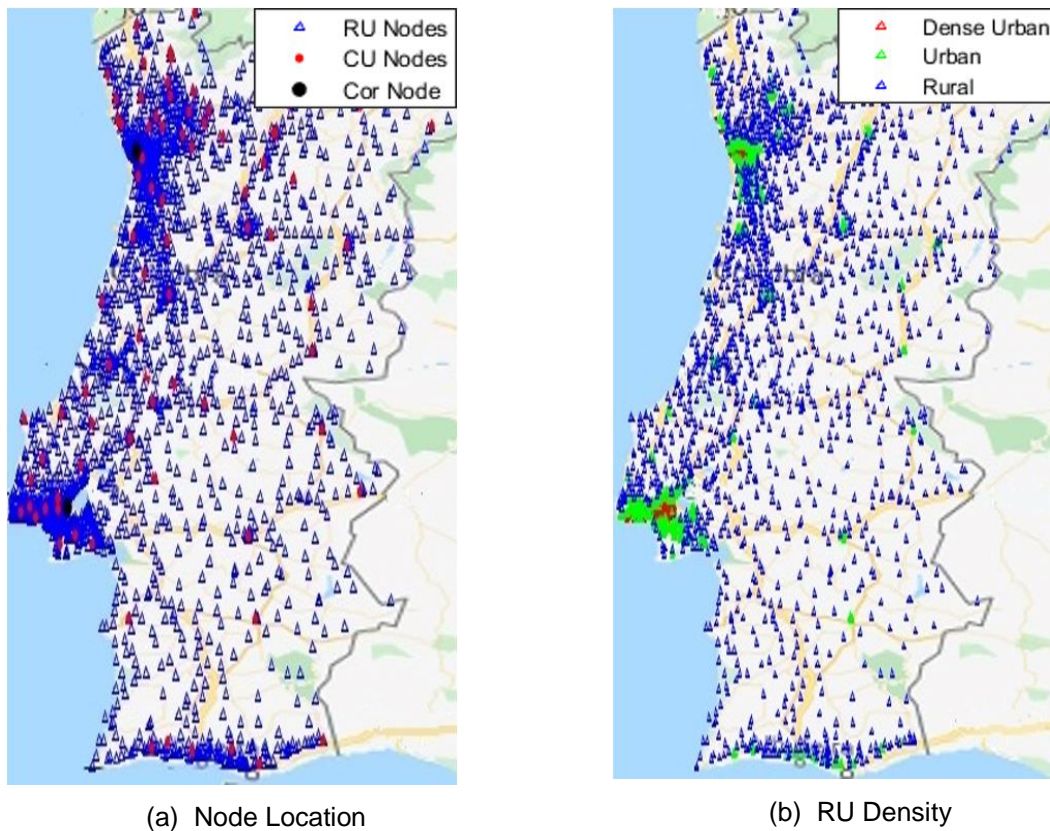 RU Nodes
CU Nodes
Cor Node
(a) Node Location
Dense Urban
Urban
Rural
(b) RU Density